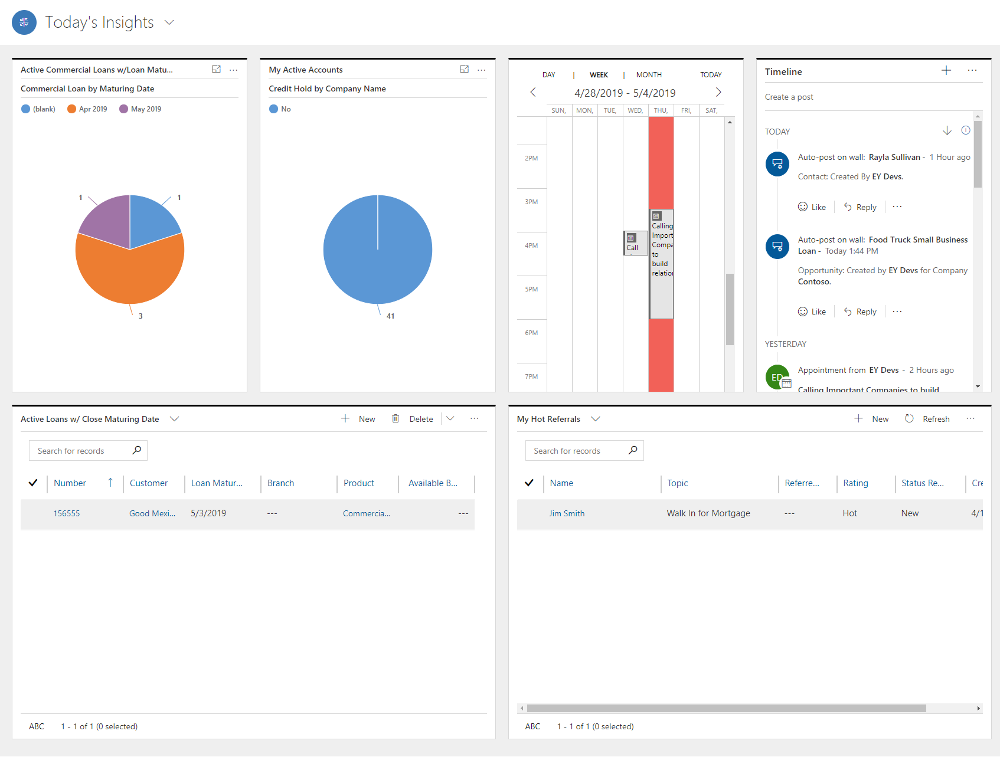 Today's Insights
Active Commercial Loans w/Loan Matu...
Commercial Loan by Maturing Date
(blank) Apr 2019 May 2019
1 1
3
My Active Accounts
Credit Hold by Company Name
No
41
DAY | WEEK | MONTH TODAY
4/28/2019 - 5/4/2019
SUN, MON, TUE, WED, THU, FRI, SAT,
2PM
3PM
4PM
5PM
6PM
7PM
Call
Calling
Import
Compa
to
build
relation
Timeline
Create a post
TODAY
Auto-post on wall: Rayla Sullivan - 1 Hour ago
Contact: Created By EY Devs.
Like Reply ...
Auto-post on wall: Food Truck Small Business
Loan - Today 1:44 PM
Opportunity: Created by EY Devs for Company
Contoso.
Like Reply ...
YESTERDAY
ED
Appointment from EY Devs - 2 Hours ago
Calling Important Companies to build
Active Loans w/ Close Maturing Date
New Delete ...
Search for records
Number Customer Loan Matur... Branch Product Available B...
156555 Good Mexi... 5/3/2019 --- Commercia... ---
ABC 1 - 1 of 1 (0 selected)
My Hot Referrals
New Refresh ...
Search for records
Name Topic Referre... Rating Status Re... Cre
Jim Smith Walk In for Mortgage --- Hot New 4/1
ABC 1 - 1 of 1 (0 selected)